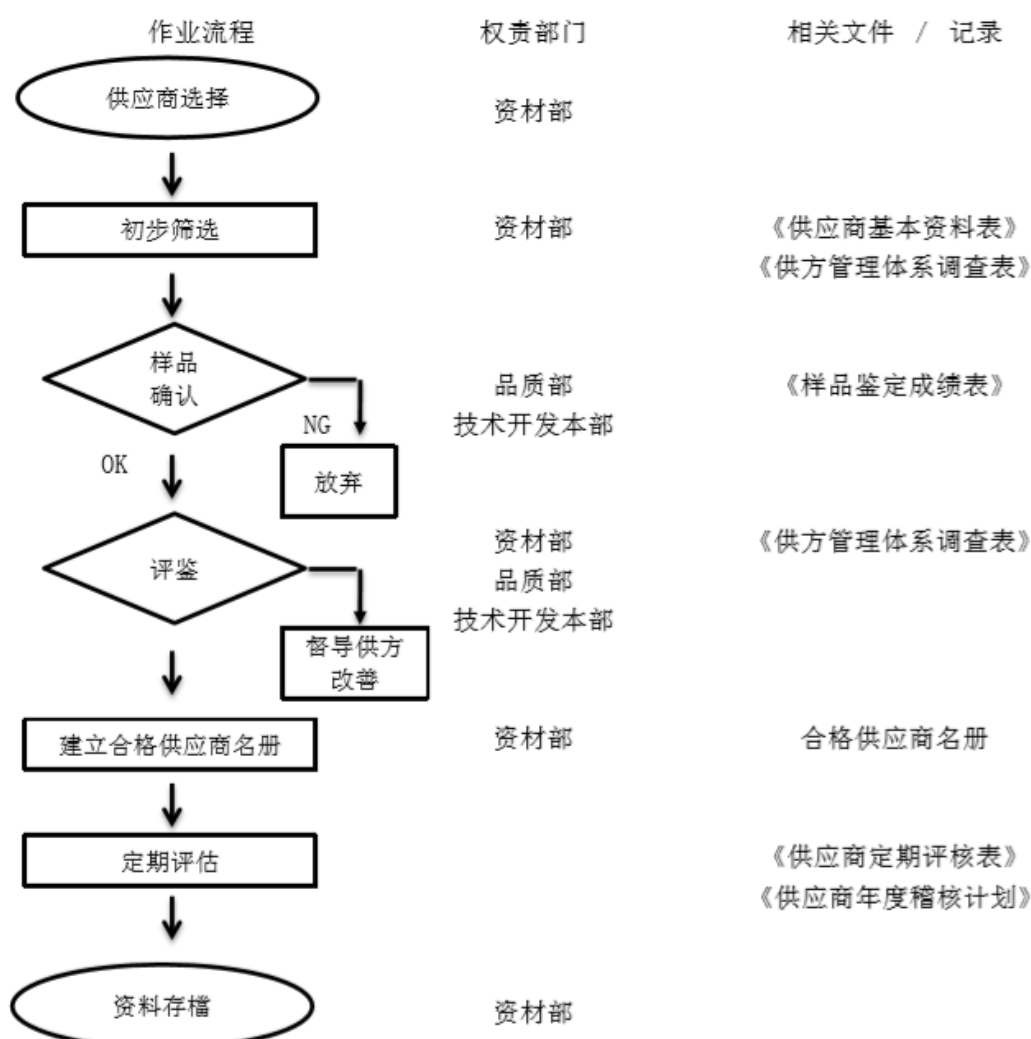 作业流程 权责部门 相关文件 / 记录
供应商选择 资材部
初步筛选 资材部 《供应商基本资料表》
《供方管理体系调查表》
样品 品质部 《样品鉴定成绩表》
确认 技术开发本部
NG
OK
放弃
评鉴 资材部 《供方管理体系调查表》
品质部
技术开发本部
督导供方
改善
建立合格供应商名册 资材部 合格供应商名册
定期评估 《供应商定期评核表》
《供应商年度稽核计划》
资料存檔 资材部